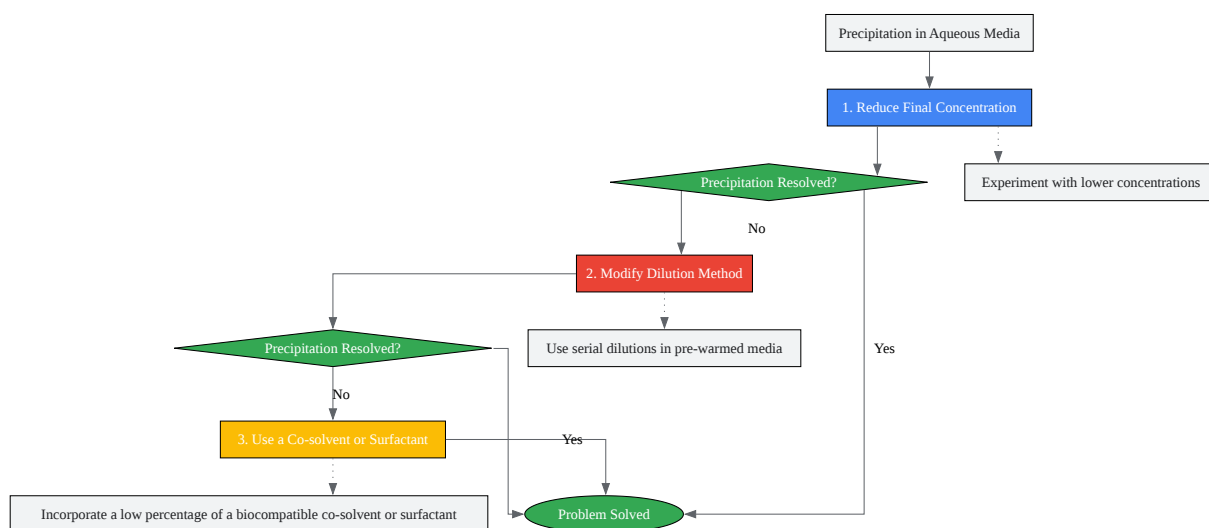 Precipitation in Aqueous Media
1. Reduce Final Concentration
Precipitation Resolved?
Experiment with lower concentrations
No
2. Modify Dilution Method
Precipitation Resolved?
Use serial dilutions in pre-warmed media
Yes
No
3. Use a Co-solvent or Surfactant
Yes
Incorporate a low percentage of a biocompatible co-solvent or surfactant
Problem Solved